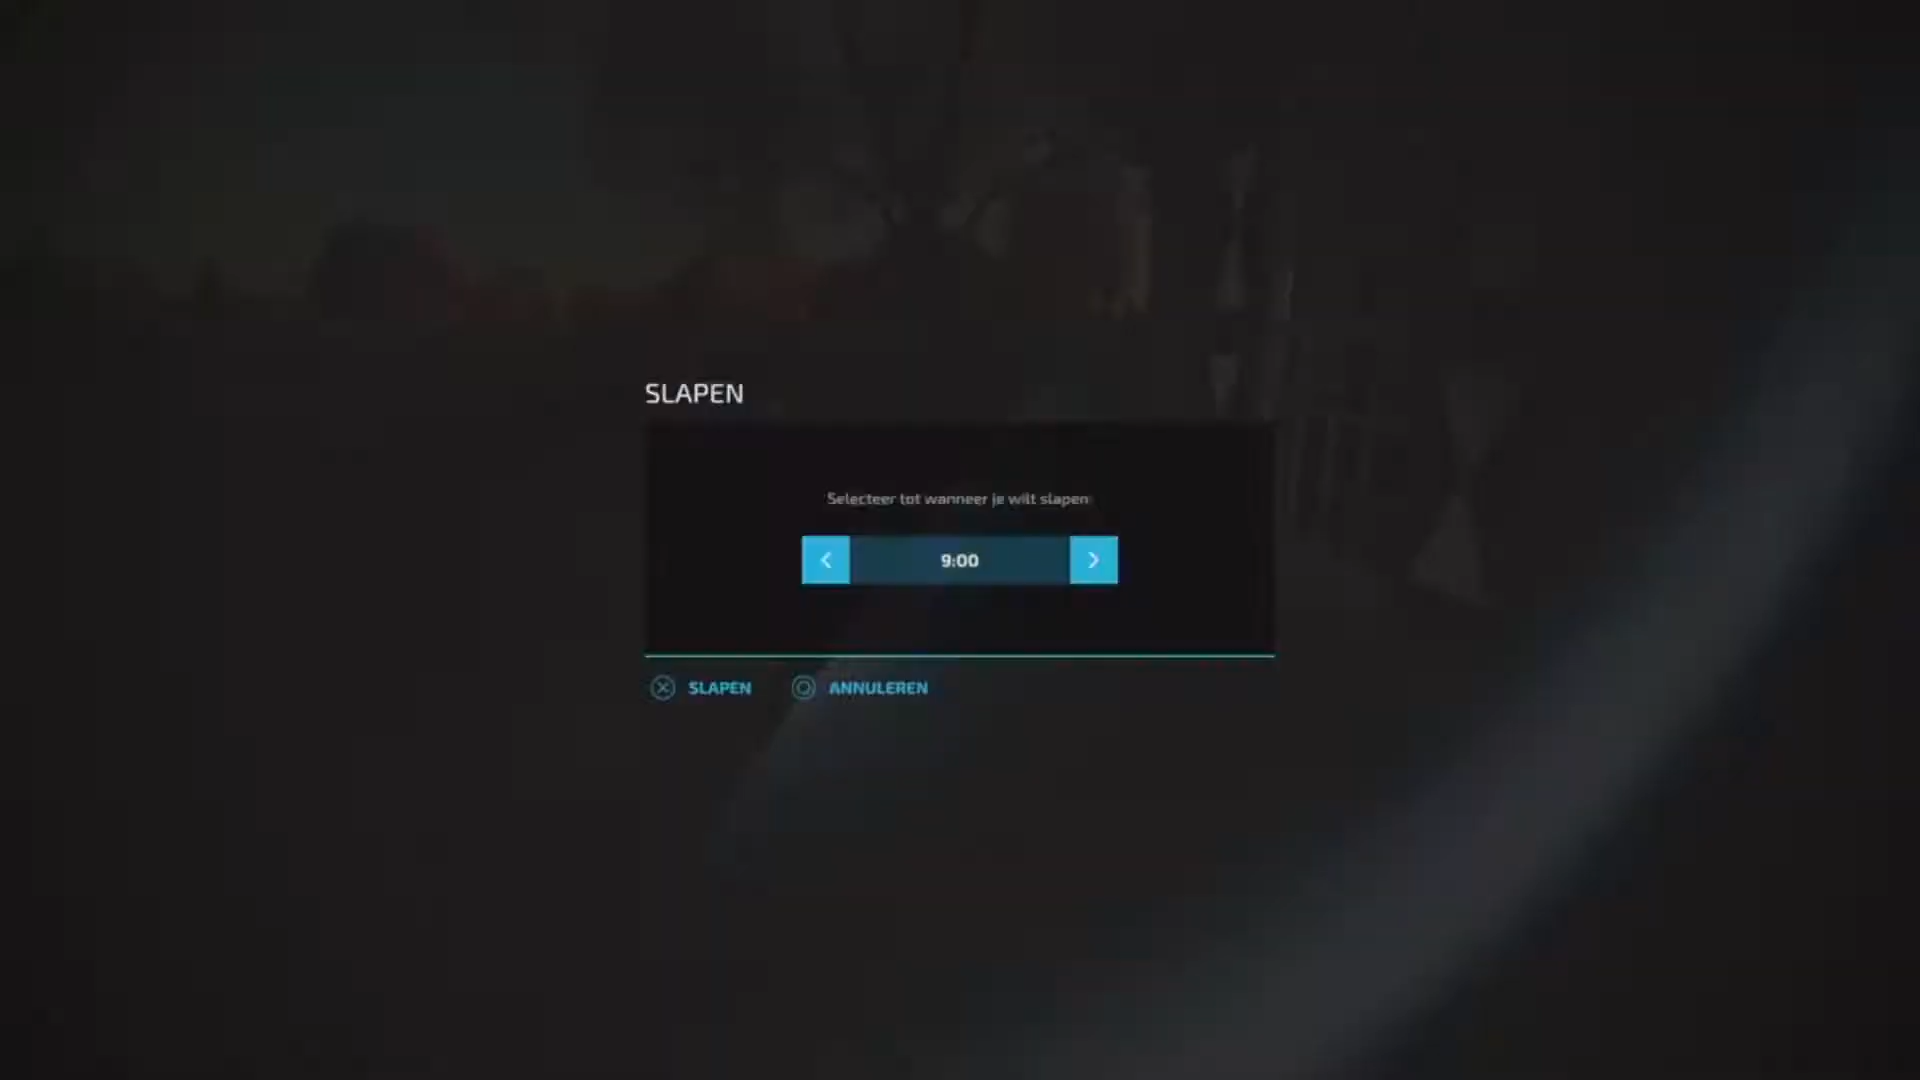 SLAPEN
Selecteer tot wanneer je wilt slapen
9:00
SLAPEN
ANNULEREN